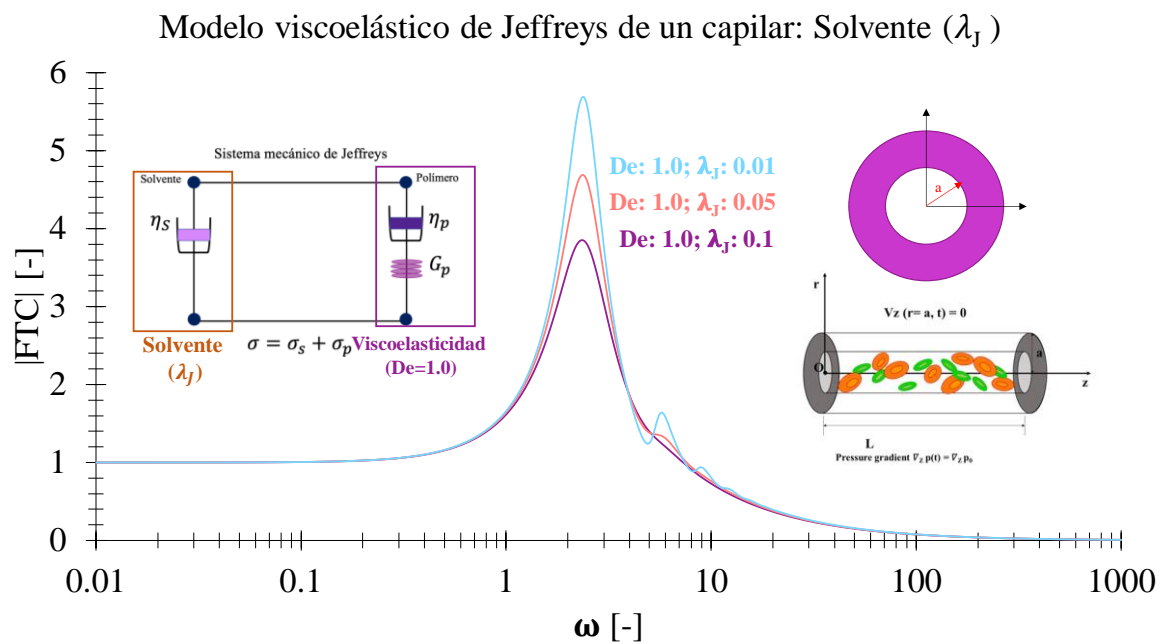 Modelo viscoelástico de Jeffreys de un capilar: Solvente (λJ )
|FTC| [-]
6
5
4
3
2
1
0
Sistema mecánico de Jeffreys
Solvente
Polímero
ηS
ηp
Gp
Solvente
(λJ)
σ = σs + σp
Viscoelasticidad
(De=1.0)
De: 1.0; λJ: 0.01
De: 1.0; λJ: 0.05
De: 1.0; λJ: 0.1
a
r
Vz (r= a, t) = 0
O
a
z
L
Pressure gradient ∇Z p(t) = ∇Z p0
0.01
0.1
1
10
100
1000
ω [-]